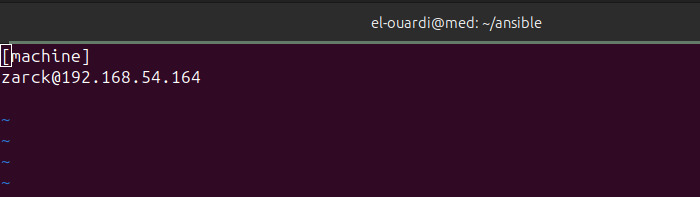 el-ouardi@med: ~/ansible
[machine]
zarck@192.168.54.164
~
~
~
~